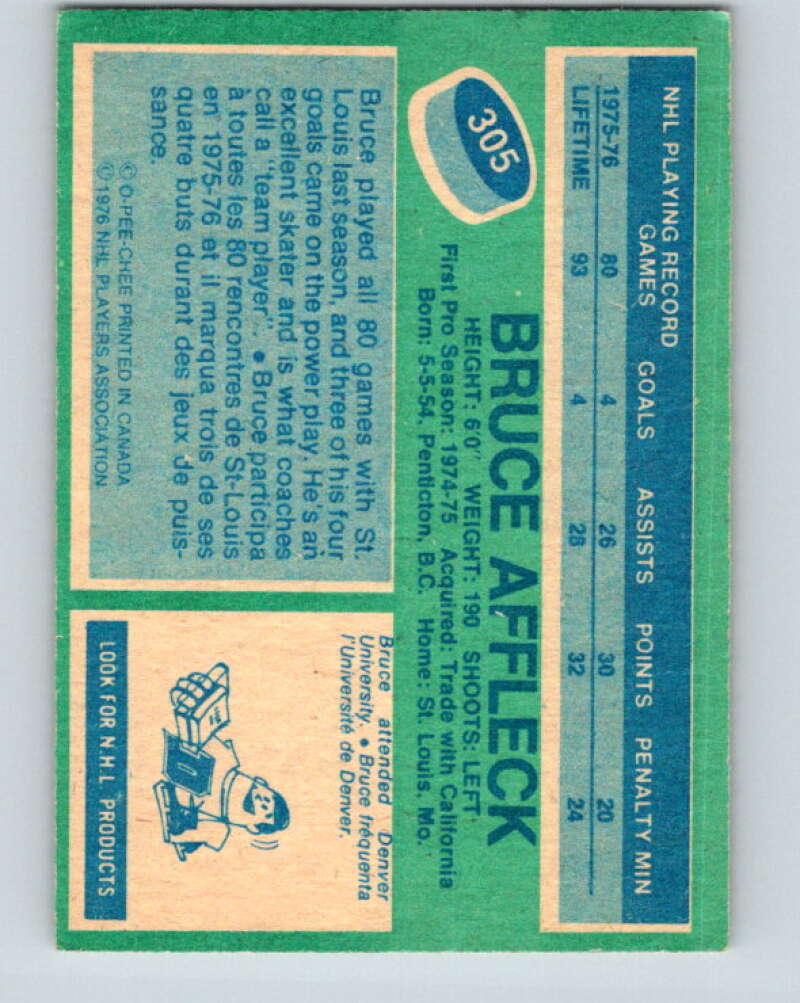 NHL PLAYING RECORD
GAMES GOALS ASSISTS POINTS PENALTY MIN
1975-76 80 4 26 30 20
LIFETIME 93 4 28 32 24
305
BRUCE AFFLECK
HEIGHT: 6'0" WEIGHT: 190 SHOOTS: LEFT
First Pro Season: 1974-75 Acquired: Trade with California
Born: 5-5-54, Penticton, B.C. Home: St. Louis, Mo.
Bruce played all 80 games with St.
Louis last season, and three of his four
goals came on the power play. He's an
excellent skater and is what coaches
call a "team player". • Bruce participa
à toutes les 80 rencontres de St-Louis
en 1975-76 et il marqua trois de ses
quatre buts durant des jeux de puis-
sance.
© O-PEE-CHEE PRINTED IN CANADA
© 1976 NHL PLAYERS ASSOCIATION
Bruce attended Denver
University. • Bruce fréquenta
l'Université de Denver.
D
LOOK FOR N.H.L PRODUCTS